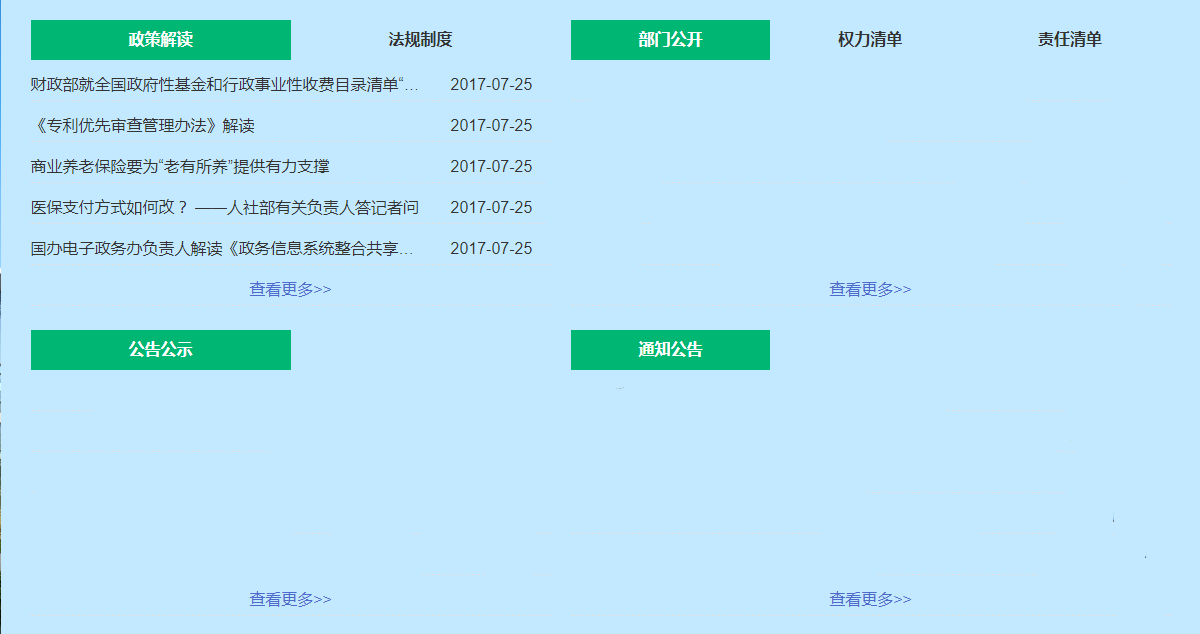 政策解读 法规制度 部门公开 权力清单 责任清单
财政部就全国政府性基金和行政事业性收费目录清单“… 2017-07-25
《专利优先审查管理办法》解读 2017-07-25
商业养老保险要为“老有所养”提供有力支撑 2017-07-25
医保支付方式如何改？ ——人社部有关负责人答记者问 2017-07-25
国办电子政务办负责人解读《政务信息系统整合共享… 2017-07-25
查看更多>> 查看更多>>
公告公示 通知公告
查看更多>> 查看更多>>